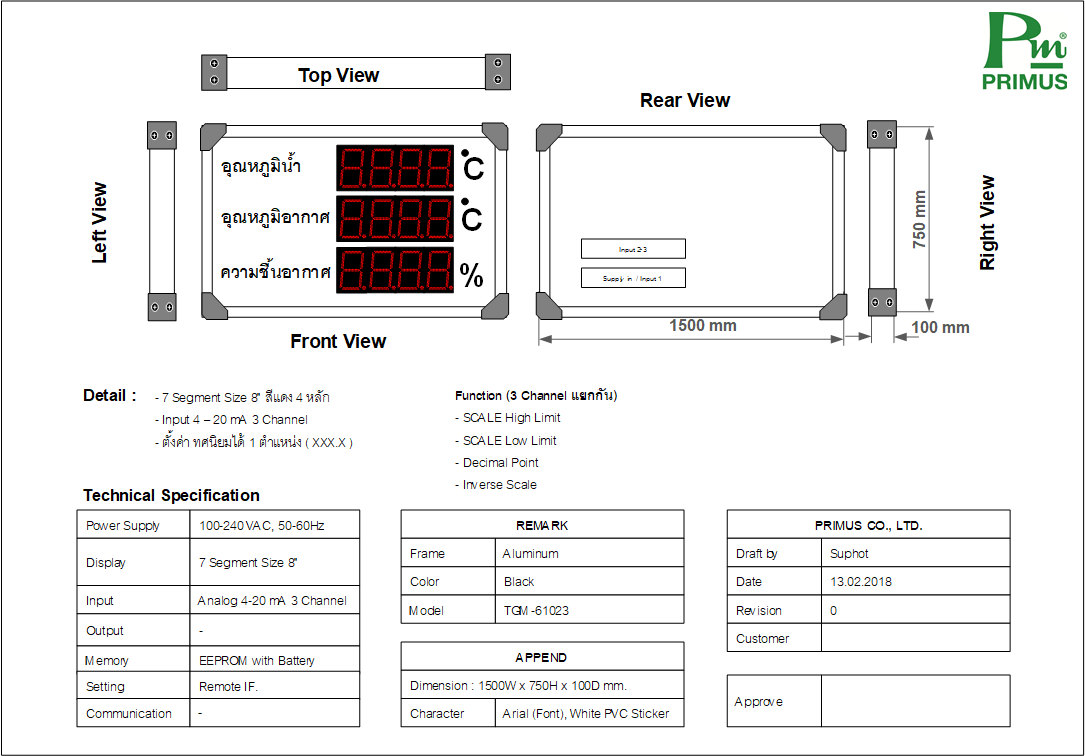 Pm®
PRIMUS
Top View
Rear View
Left View
อุณหภูมิน้ำ 8.8.8.8. °C
อุณหภูมิอากาศ 8.8.8.8. °C
ความชื้นอากาศ 8.8.8.8. %
Input 2-3
Supply in / Input 1
750 mm
Right View
1500 mm
100 mm
Front View
Detail :
- 7 Segment Size 8" สีแดง 4 หลัก
- Input 4 – 20 mA 3 Channel
- ตั้งค่า ทศนิยมได้ 1 ตำแหน่ง ( XXX.X )
Function (3 Channel แยกกัน)
- SCALE High Limit
- SCALE Low Limit
- Decimal Point
- Inverse Scale
Technical Specification
Power Supply 100-240 VAC, 50-60Hz
Display 7 Segment Size 8"
Input Analog 4-20 mA 3 Channel
Output -
Memory EEPROM with Battery
Setting Remote IF.
Communication -
REMARK
Frame Aluminum
Color Black
Model TGM-61023
APPEND
Dimension : 1500W x 750H x 100D mm.
Character Arial (Font), White PVC Sticker
PRIMUS CO., LTD.
Draft by Suphot
Date 13.02.2018
Revision 0
Customer
Approve